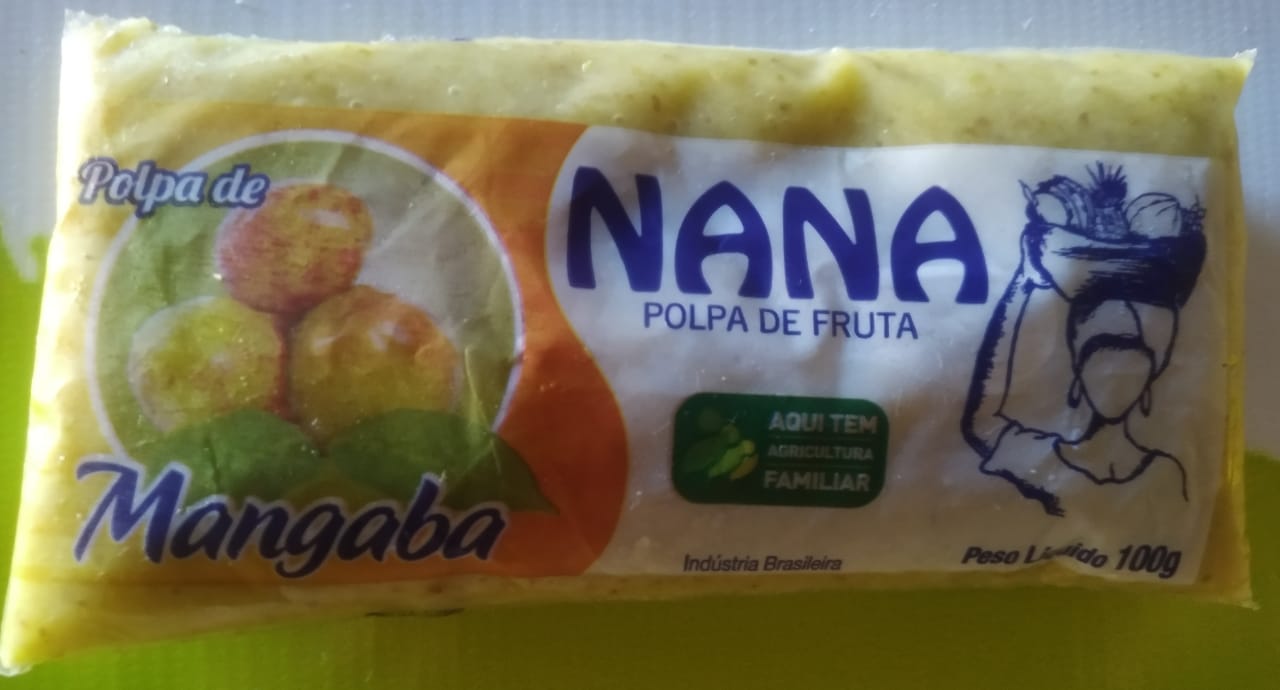 Polpa de
Mangaba
NANA
POLPA DE FRUTA
AQUI TEM
AGRICULTURA
FAMILIAR
Indústria Brasileira
Peso Líquido 100g